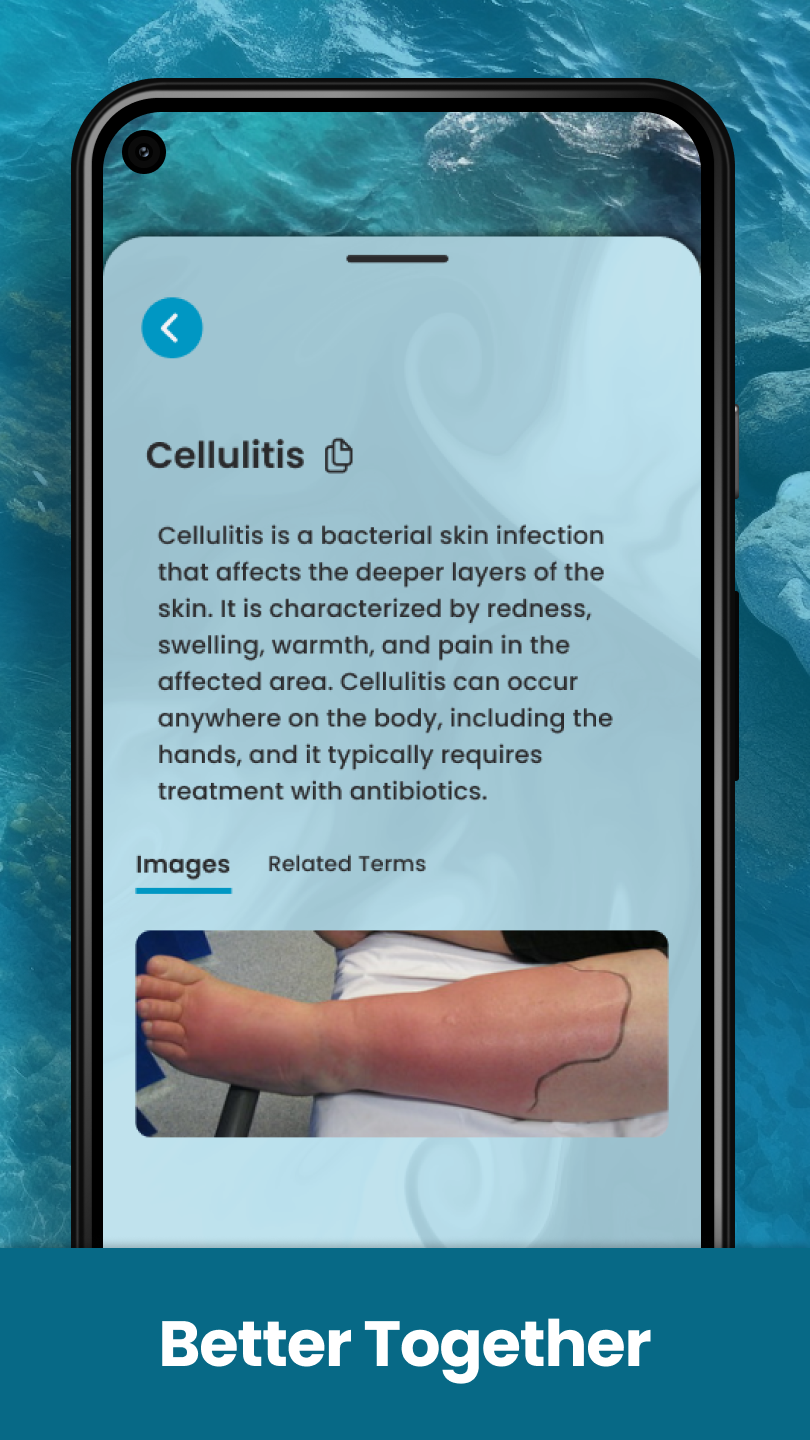 Cellulitis
Cellulitis is a bacterial skin infection
that affects the deeper layers of the
skin. It is characterized by redness,
swelling, warmth, and pain in the
affected area. Cellulitis can occur
anywhere on the body, including the
hands, and it typically requires
treatment with antibiotics.
Images Related Terms
Better Together